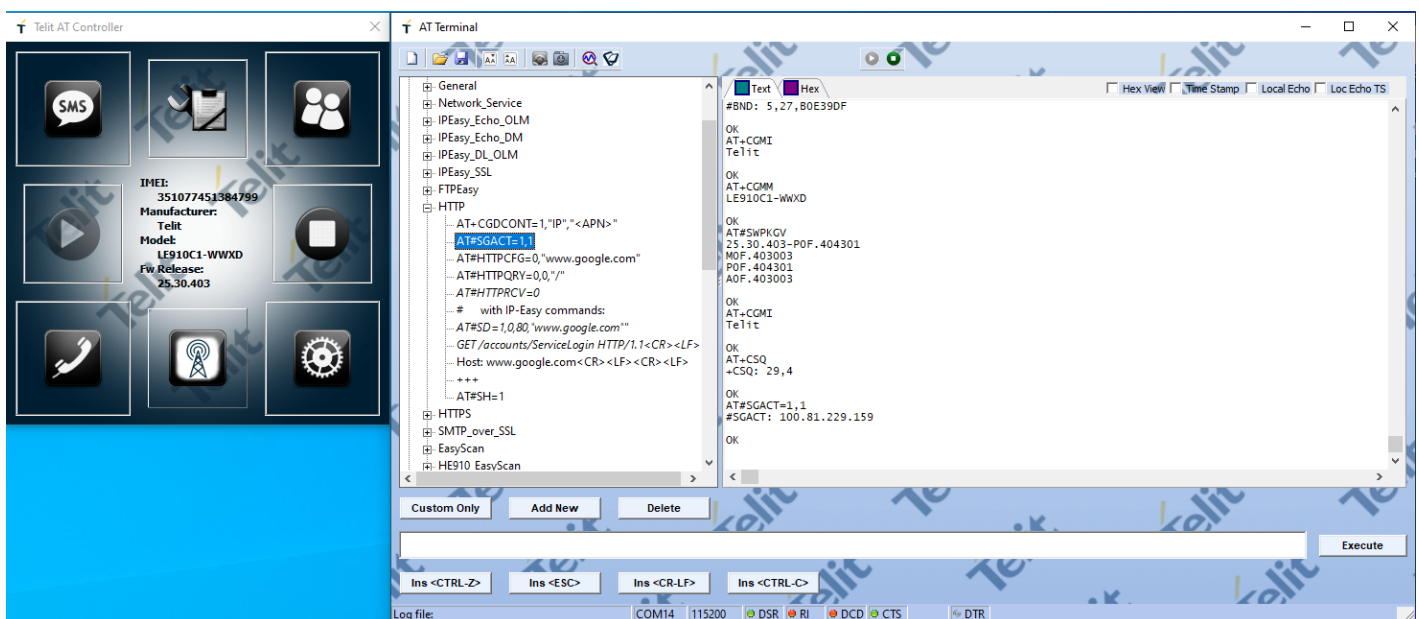 Telit AT Controller
SMS
IMEI:
351077451384799
Manufacturer:
Telit
Model:
LE910C1-WWXD
Fw Release:
25.30.403
AT Terminal
General
Network_Service
IPEasy_Echo_OLM
IPEasy_Echo_DM
IPEasy_DL_OLM
IPEasy_SSL
FTPEasy
HTTP
AT+CGDCONT=1,"IP","<APN>"
AT#SGACT=1,1
AT#HTTPCFG=0,"www.google.com"
AT#HTTPQRY=0,0,"/"
AT#HTTPRCV=0
# with IP-Easy commands:
AT#SD=1,0,80,"www.google.com""
GET /accounts/ServiceLogin HTTP/1.1<CR><LF>
Host: www.google.com<CR><LF><CR><LF>
+++
AT#SH=1
HTTPS
SMTP_over_SSL
EasyScan
HE910 EasyScan
Text
Hex
Hex View
Time Stamp
Local Echo
Loc Echo TS
#BND: 5,27,B0E39DF
OK
AT+CGMI
Telit
OK
AT+CGMM
LE910C1-WWXD
OK
AT#SWPKGV
25.30.403-P0F.404301
M0F.403003
P0F.404301
A0F.403003
OK
AT+CGMI
Telit
OK
AT+CSQ
+CSQ: 29,4
OK
AT#SGACT=1,1
#SGACT: 100.81.229.159
OK
Custom Only
Add New
Delete
Execute
Ins <CTRL-Z>
Ins <ESC>
Ins <CR-LF>
Ins <CTRL-C>
Log file:
COM14
115200
DSR
RI
DCD
CTS
DTR